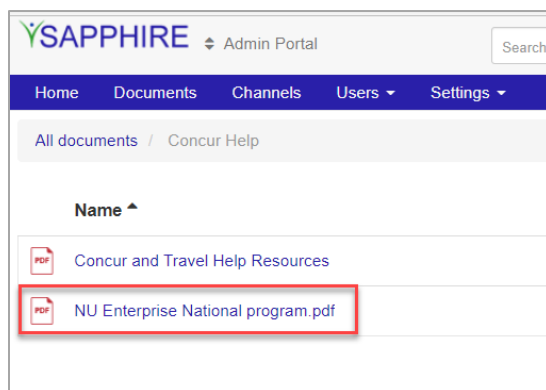 SAPPHIRE Admin Portal Search
Home Documents Channels Users Settings
All documents / Concur Help
Name
PDF Concur and Travel Help Resources
PDF NU Enterprise National program.pdf